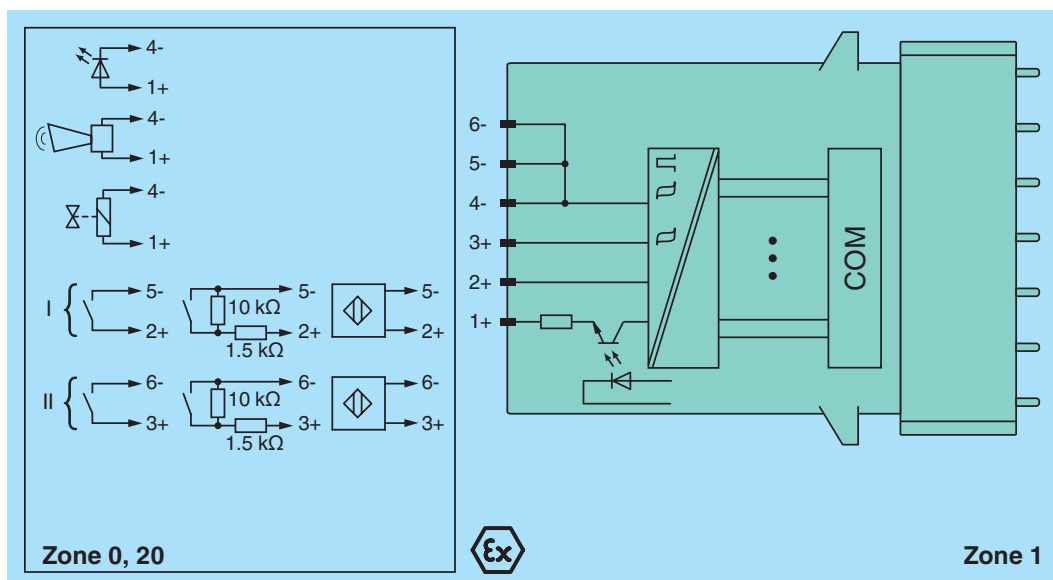 4-
1+
4-
1+
4-
1+
I
5-
2+
10 kΩ
1.5 kΩ
5-
2+
5-
2+
II
6-
3+
10 kΩ
1.5 kΩ
6-
3+
6-
3+
Zone 0, 20
6-
5-
4-
3+
2+
1+
COM
Ex
Zone 1